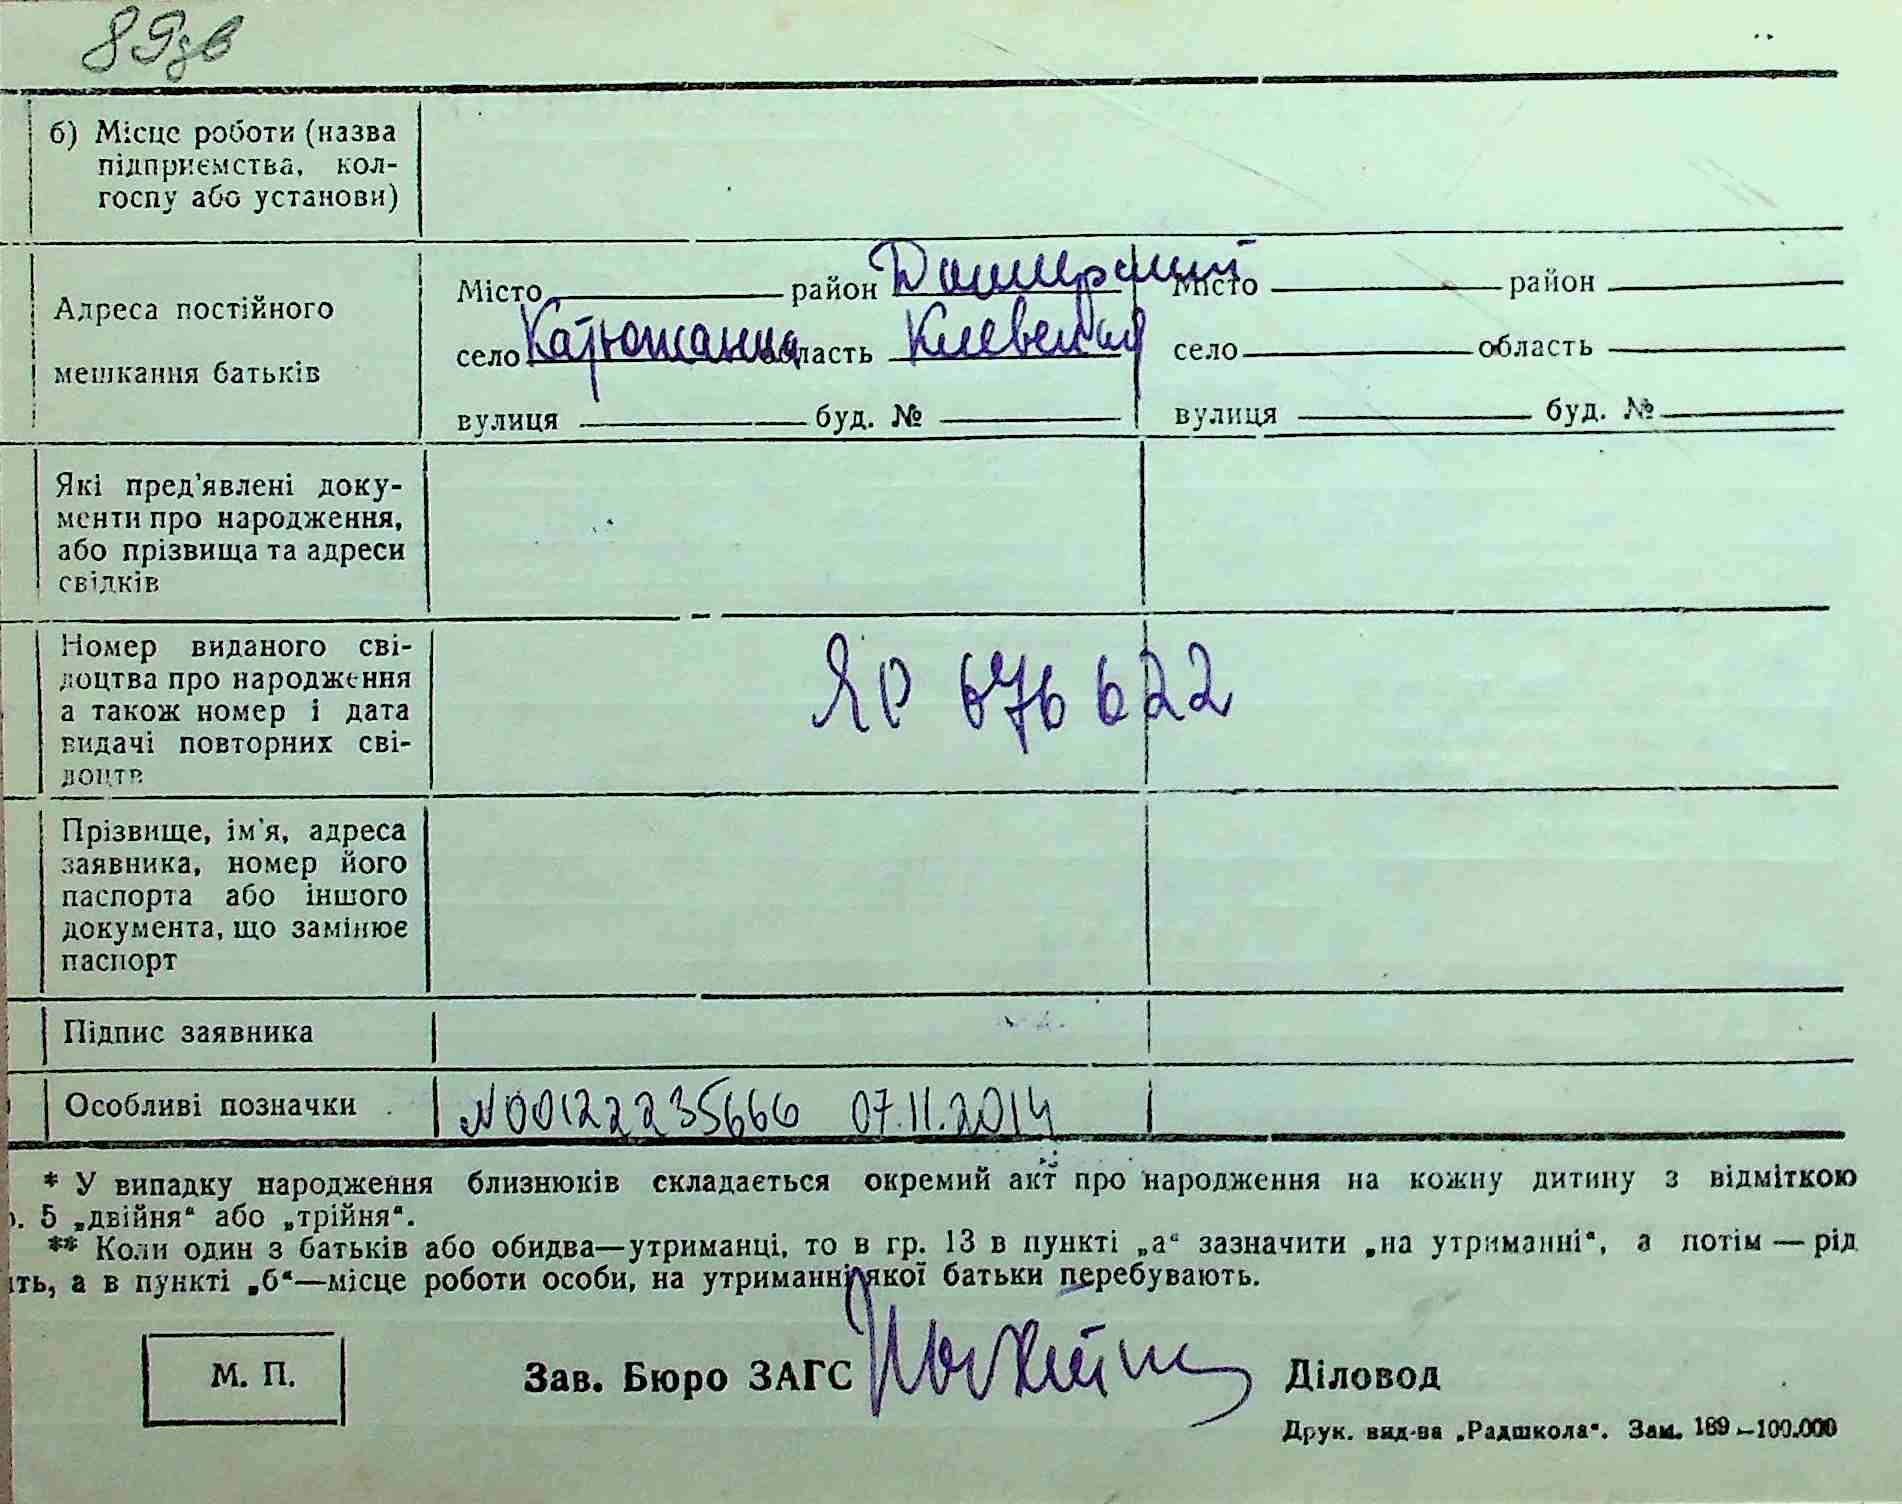 89зв
б) Місце роботи (назва
підприємства, кол-
госпу або установи)
Адреса постійного
мешкання батьків
Місто район Димерский
село Катюжанка область Киевская
вулиця буд. №
Місто район
село область
вулиця буд. №
Які пред'явлені доку-
менти про народження,
або прізвища та адреси
свідків
Номер виданого сві-
доцтва про народження
а також номер і дата
видачі повторних сві-
доцтв
ЯР 676622
Прізвище, ім'я, адреса
заявника, номер його
паспорта або іншого
документа, що замінює
паспорт
Підпис заявника
Особливі позначки
N00122235666 07.11.2014
* У випадку народження близнюків складається окремий акт про народження на кожну дитину з відміткою
р. 5 „двійня“ або „трійня“.
** Коли один з батьків або обидва—утриманці, то в гр. 13 в пункті „а“ зазначити „на утриманні“, а потім — рід
іть, а в пункті „б“—місце роботи особи, на утриманні якої батьки перебувають.
М. П.
Зав. Бюро ЗАГС
Діловод
Друк. вид-ва „Радшкола“. Зам. 169—100.000